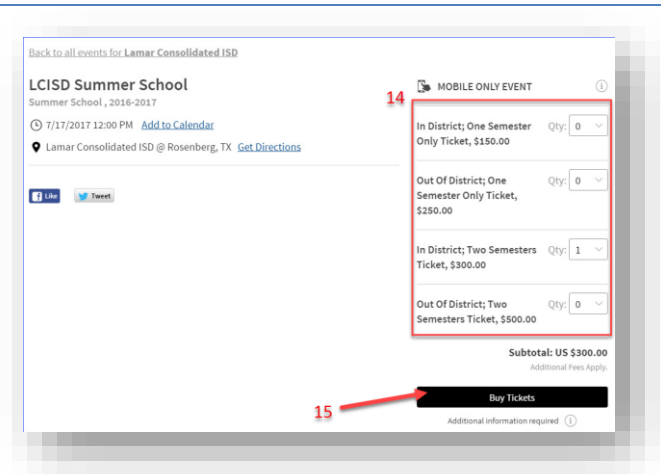 Back to all events for Lamar Consolidated ISD
LCISD Summer School
Summer School , 2016-2017
7/17/2017 12:00 PM Add to Calendar
Lamar Consolidated ISD @ Rosenberg, TX Get Directions
Like
Tweet
14
MOBILE ONLY EVENT
In District; One Semester
Only Ticket, $150.00
Qty: 0
Out Of District; One
Semester Only Ticket,
$250.00
Qty: 0
In District; Two Semesters
Ticket, $300.00
Qty: 1
Out Of District; Two
Semesters Ticket, $500.00
Qty: 0
Subtotal: US $300.00
Additional Fees Apply.
15
Buy Tickets
Additional information required